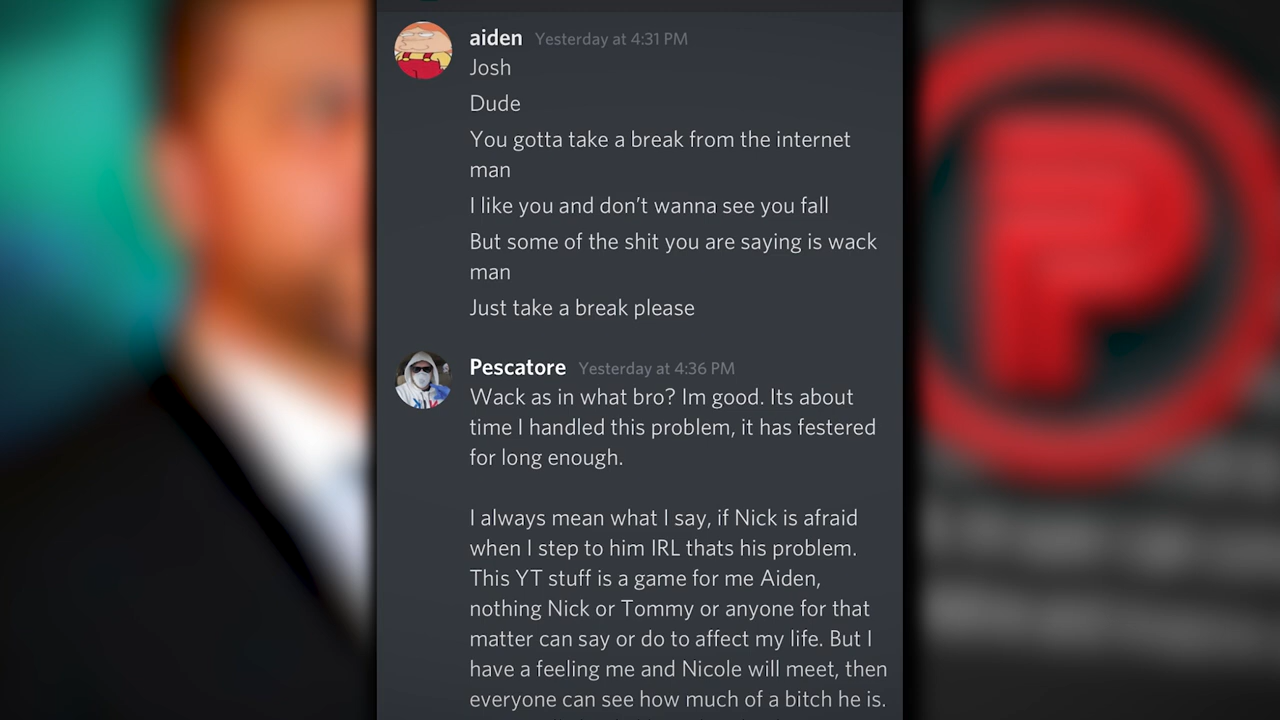 aiden Yesterday at 4:31 PM
Josh
Dude
You gotta take a break from the internet
man
I like you and don’t wanna see you fall
But some of the shit you are saying is wack
man
Just take a break please
Pescatore Yesterday at 4:36 PM
Wack as in what bro? Im good. Its about
time I handled this problem, it has festered
for long enough.
I always mean what I say, if Nick is afraid
when I step to him IRL thats his problem.
This YT stuff is a game for me Aiden,
nothing Nick or Tommy or anyone for that
matter can say or do to affect my life. But I
have a feeling me and Nicole will meet, then
everyone can see how much of a bitch he is.